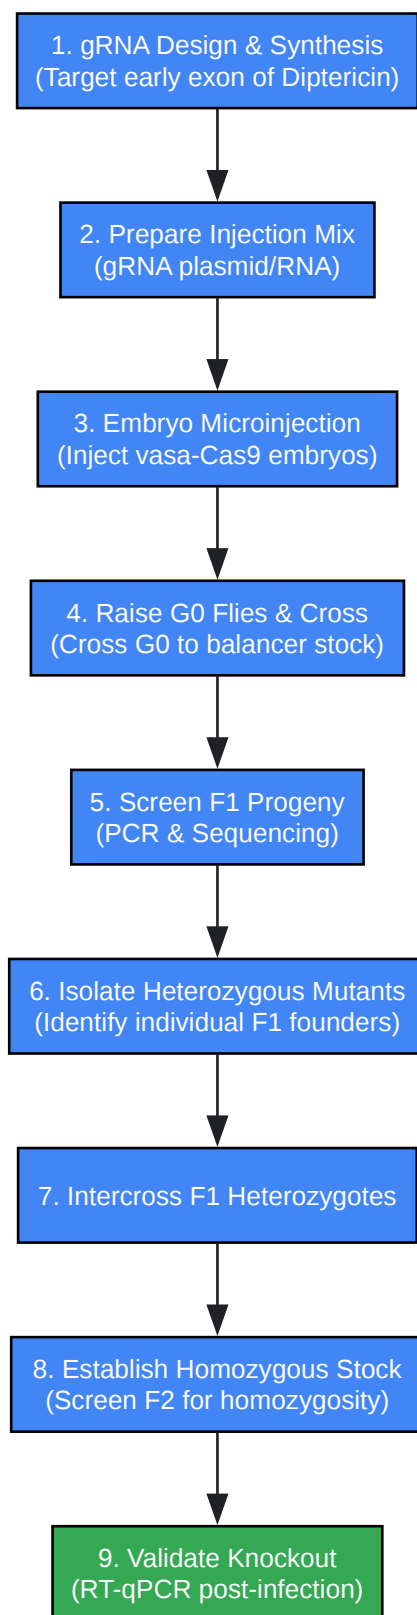 1. gRNA Design & Synthesis
(Target early exon of Diptericin)
2. Prepare Injection Mix
(gRNA plasmid/RNA)
3. Embryo Microinjection
(Inject vasa-Cas9 embryos)
4. Raise G0 Flies & Cross
(Cross G0 to balancer stock)
5. Screen F1 Progeny
(PCR & Sequencing)
6. Isolate Heterozygous Mutants
(Identify individual F1 founders)
7. Intercross F1 Heterozygotes
8. Establish Homozygous Stock
(Screen F2 for homozygosity)
9. Validate Knockout
(RT-qPCR post-infection)